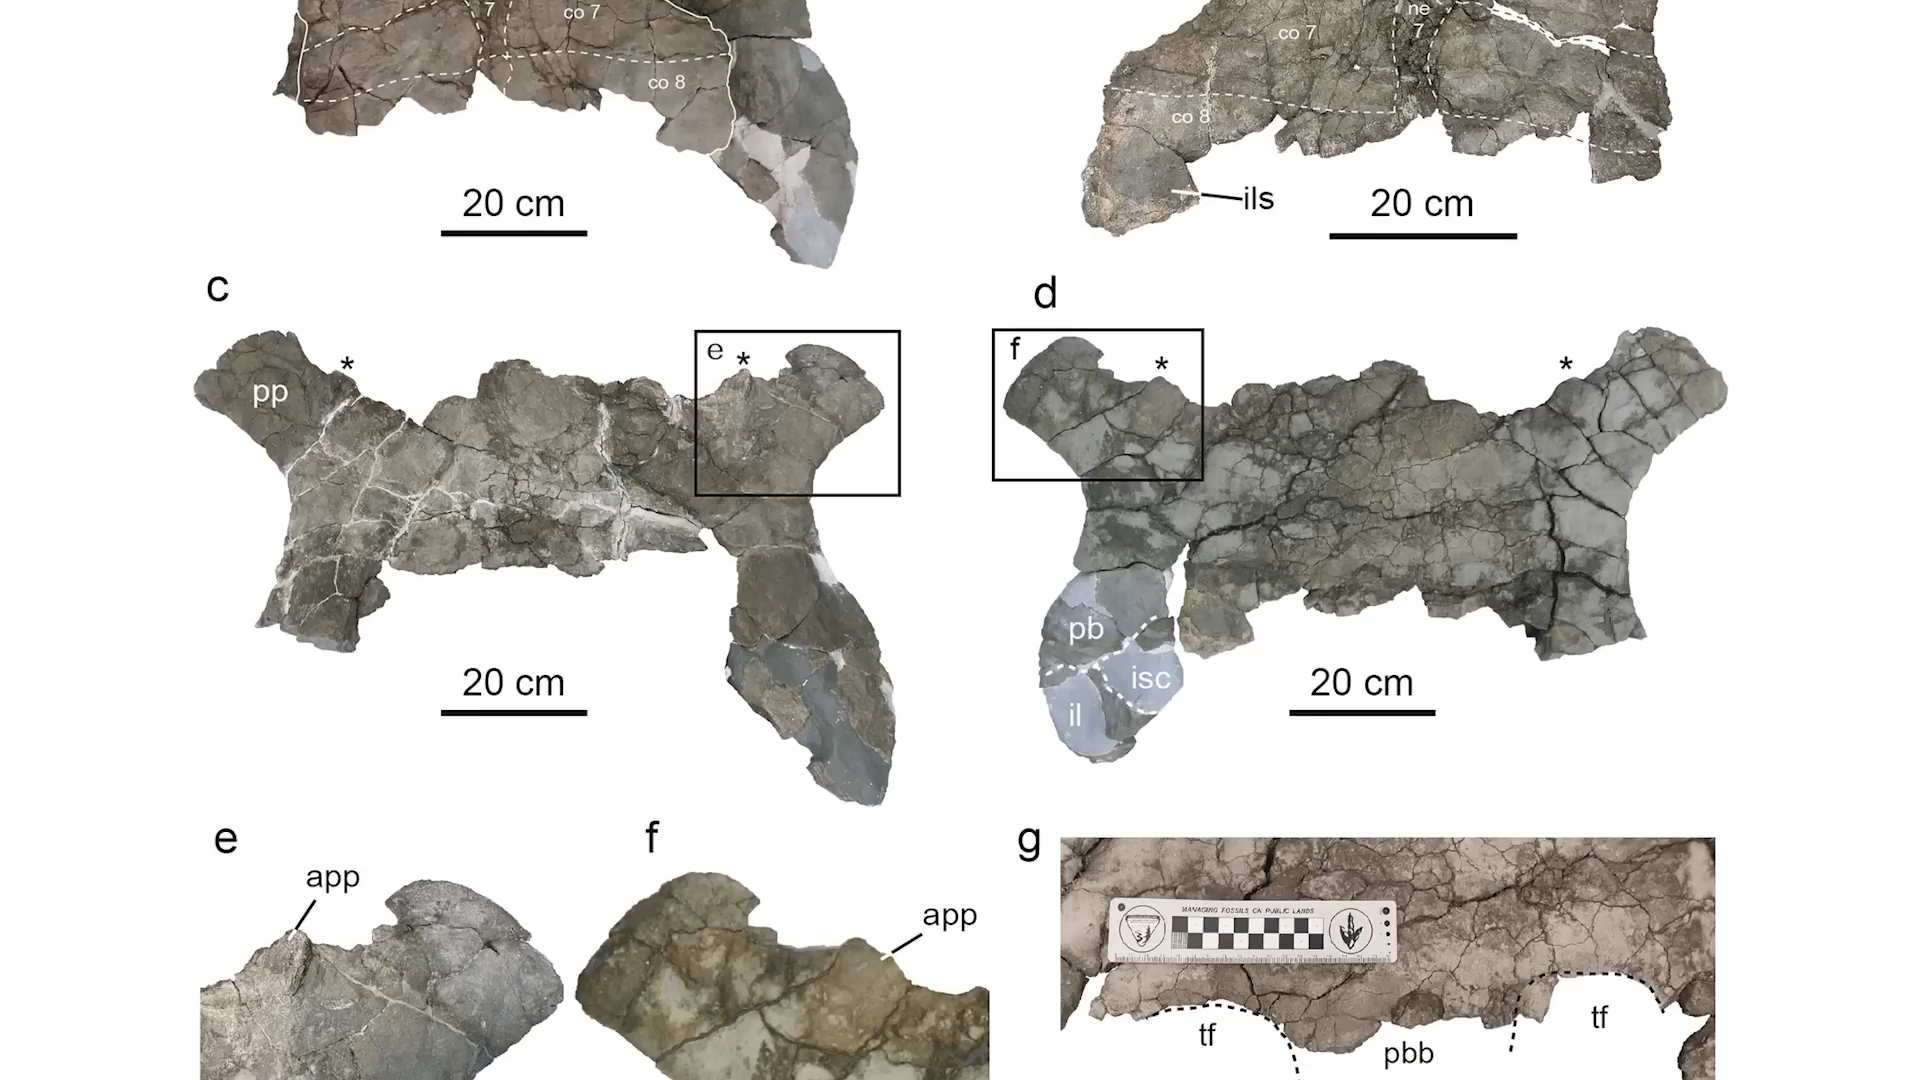 7
co 7
co 8
20 cm
ne
7
co 7
co 8
ils
20 cm
c
pp
*
e
*
20 cm
d
f
*
*
pb
isc
il
20 cm
e
app
f
app
g
MANAGING FOSSILS ON PUBLIC LANDS
tf
pbb
tf